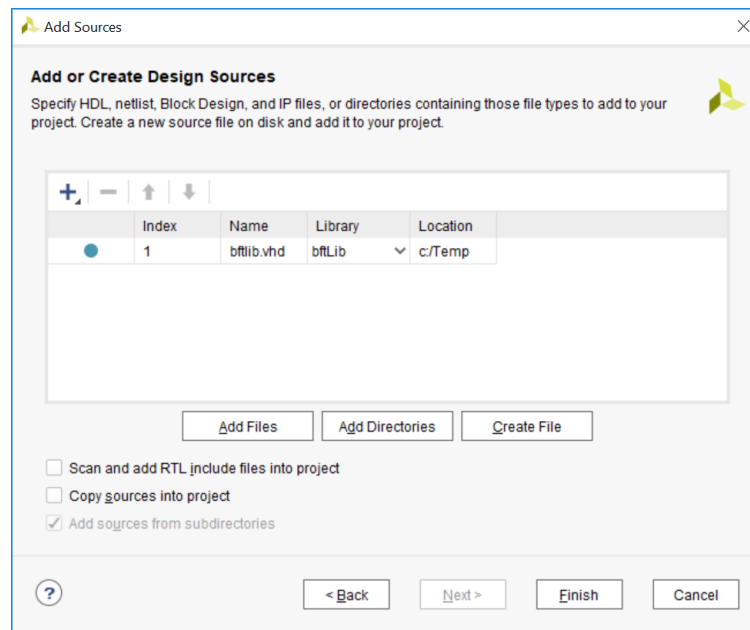 Add Sources
Add or Create Design Sources
Specify HDL, netlist, Block Design, and IP files, or directories containing those file types to add to your
project. Create a new source file on disk and add it to your project.
Index Name Library Location
1 bftlib.vhd bftLib c:/Temp
Add Files Add Directories Create File
Scan and add RTL include files into project
Copy sources into project
Add sources from subdirectories
? < Back Next > Finish Cancel